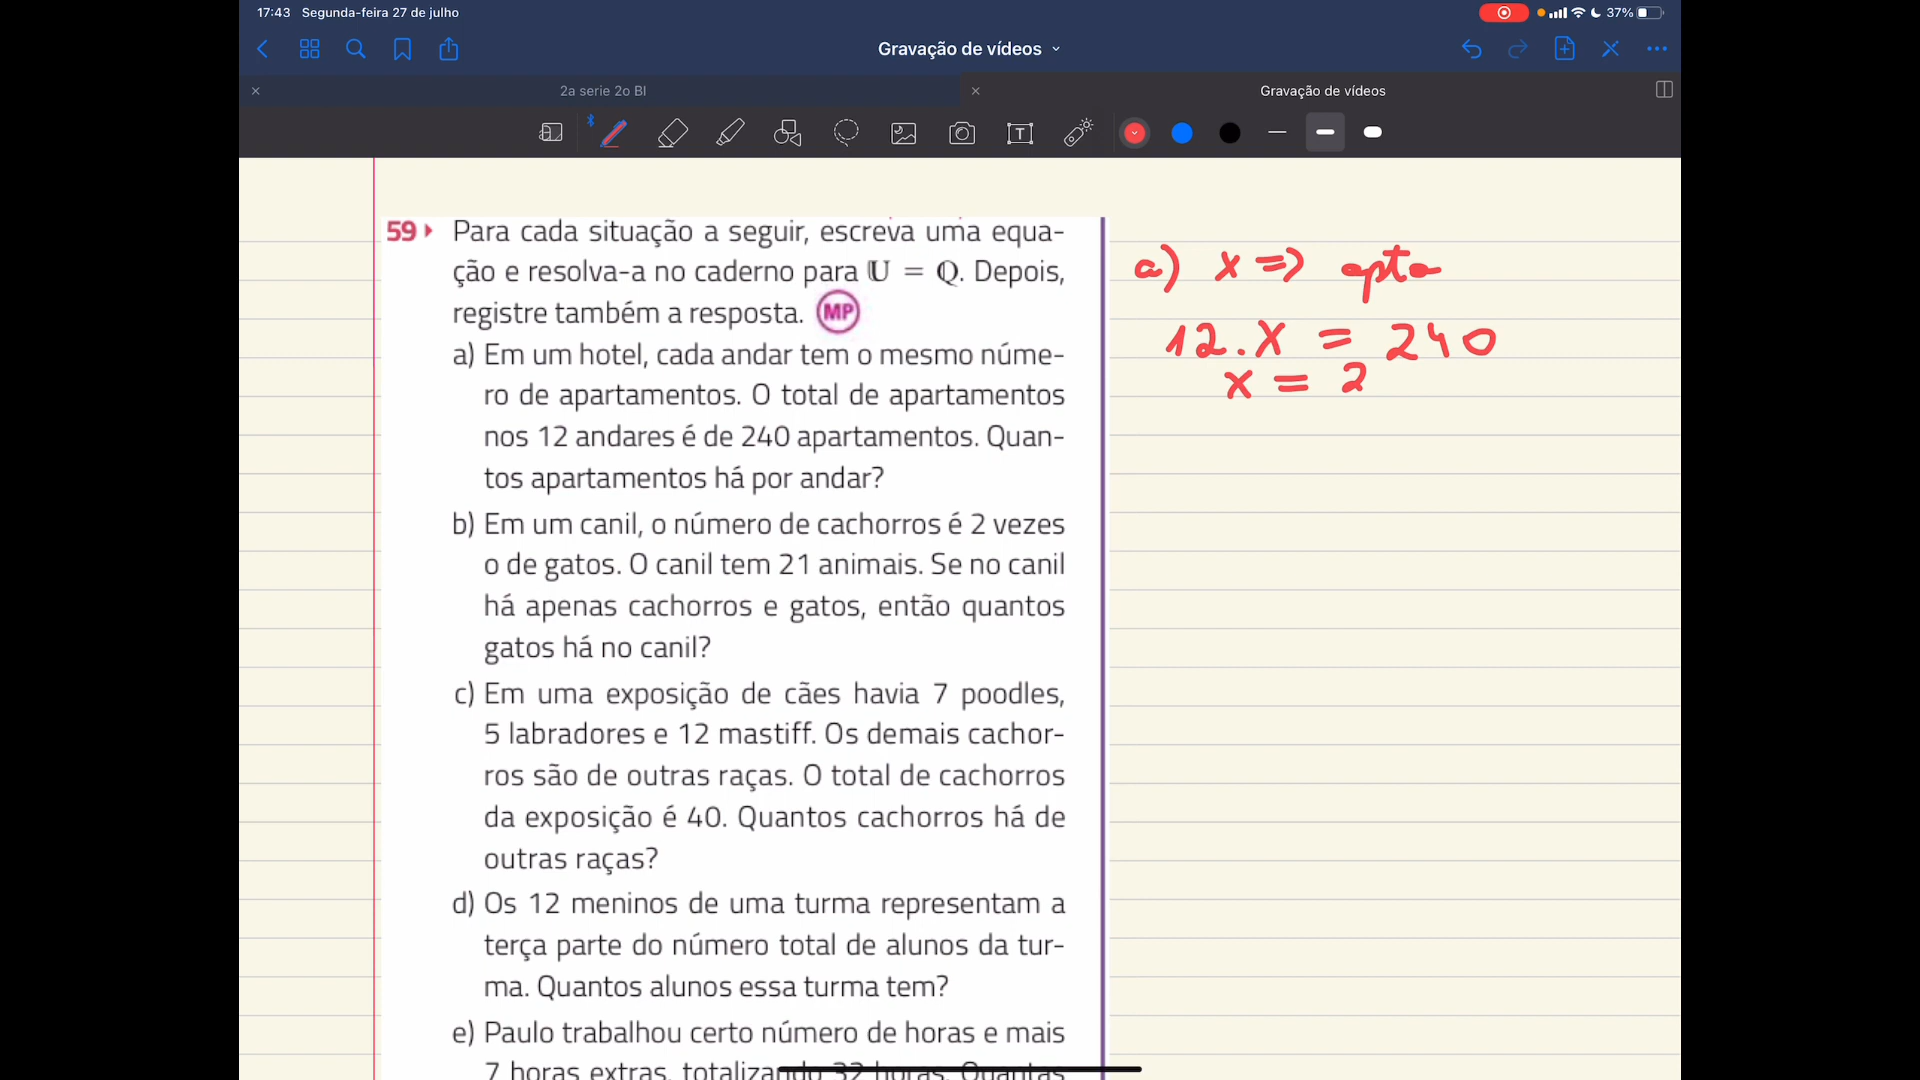 17:43 Segunda-feira 27 de julho
37%
Gravação de vídeos
2a serie 2o BI
Gravação de vídeos
59 Para cada situação a seguir, escreva uma equa-
ção e resolva-a no caderno para U = Q. Depois,
registre também a resposta. MP
a) Em um hotel, cada andar tem o mesmo núme-
ro de apartamentos. O total de apartamentos
nos 12 andares é de 240 apartamentos. Quan-
tos apartamentos há por andar?
b) Em um canil, o número de cachorros é 2 vezes
o de gatos. O canil tem 21 animais. Se no canil
há apenas cachorros e gatos, então quantos
gatos há no canil?
c) Em uma exposição de cães havia 7 poodles,
5 labradores e 12 mastiff. Os demais cachor-
ros são de outras raças. O total de cachorros
da exposição é 40. Quantos cachorros há de
outras raças?
d) Os 12 meninos de uma turma representam a
terça parte do número total de alunos da tur-
ma. Quantos alunos essa turma tem?
e) Paulo trabalhou certo número de horas e mais
7 horas extras, totalizando 32 horas. Quantas
a) x => apto
12.x = 240
x = 2